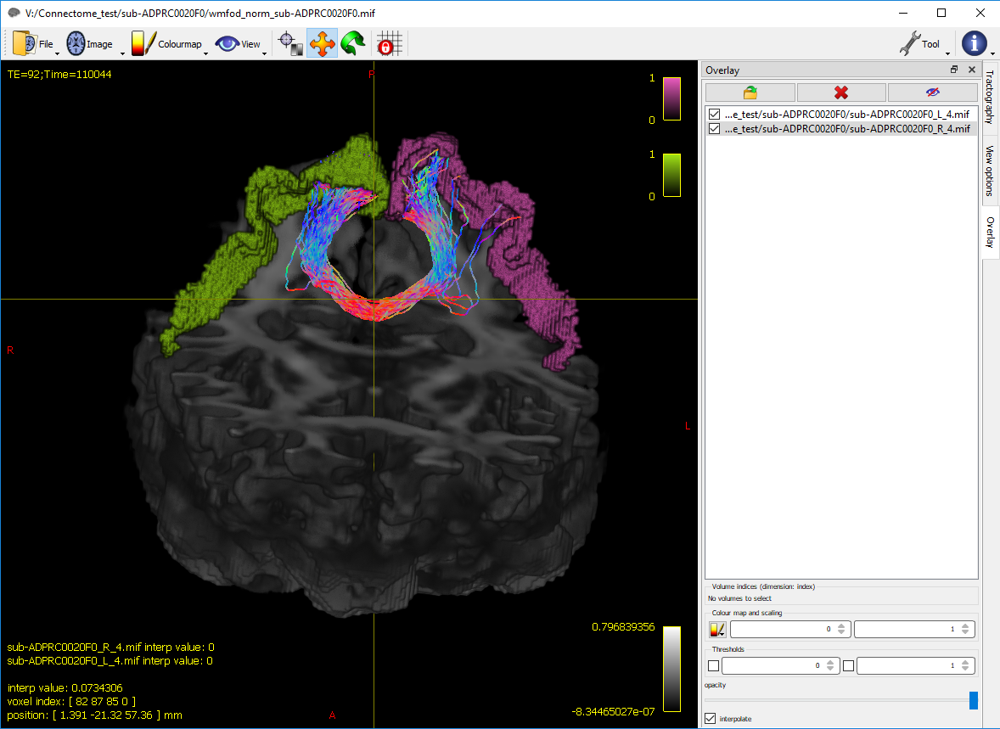 V:/Connectome_test/sub-ADPRC0020F0/wmfod_norm_sub-ADPRC0020F0.mif
File Image Colourmap View Tool
TE=92;Time=110044
P
1
0
1
0
R
L
A
sub-ADPRC0020F0_R_4.mif interp value: 0
sub-ADPRC0020F0_L_4.mif interp value: 0
interp value: 0.0734306
voxel index: [ 82 87 85 0 ]
position: [ 1.391 -21.32 57.36 ] mm
0.796839356
-8.34465027e-07
Overlay
...e_test/sub-ADPRC0020F0/sub-ADPRC0020F0_L_4.mif
...e_test/sub-ADPRC0020F0/sub-ADPRC0020F0_R_4.mif
Volume indices (dimension: index)
No volumes to select
Colour map and scaling
0 1
Thresholds
0 1
opacity
interpolate
Tractography
View options
Overlay